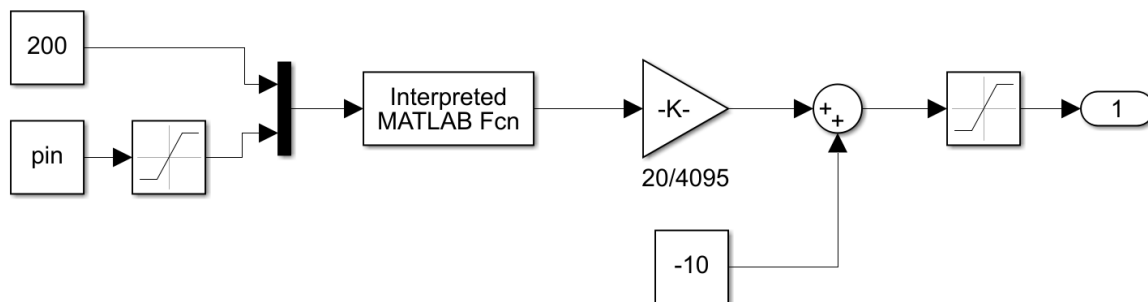 200
pin
Interpreted
MATLAB Fcn
-K-
20/4095
-10
+
+
1